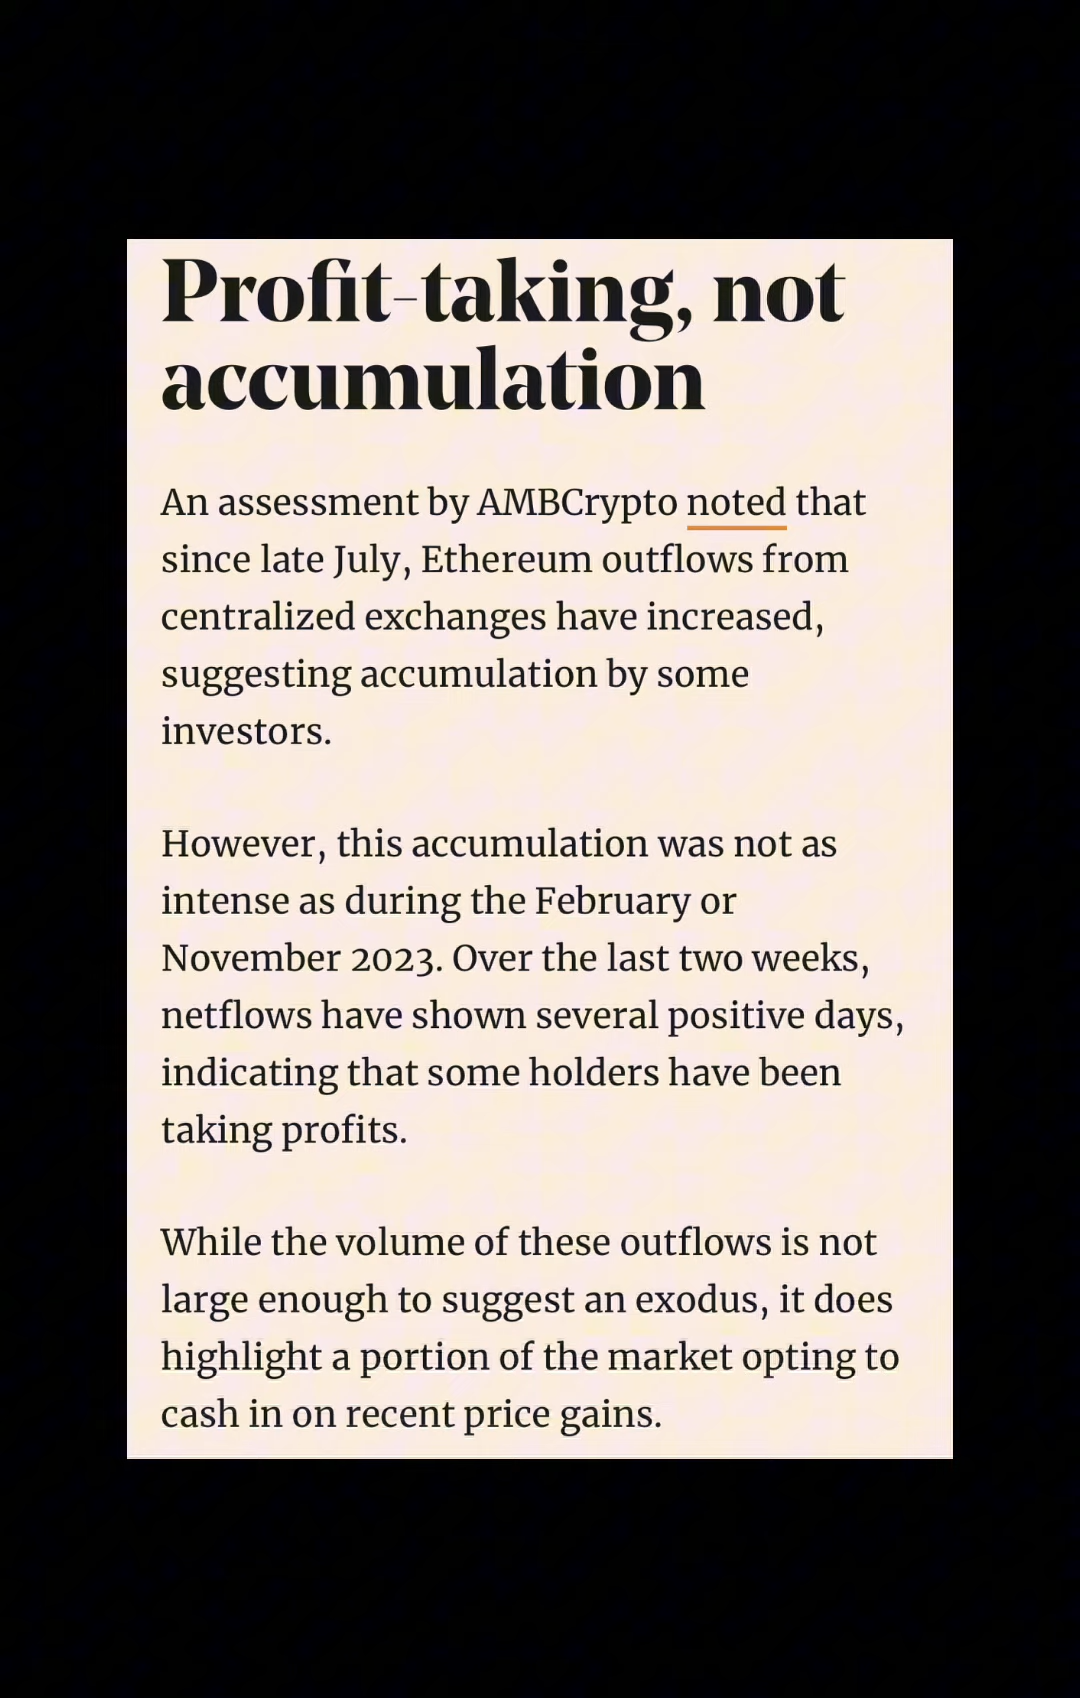 Profit-taking, not
accumulation
An assessment by AMBCrypto noted that
since late July, Ethereum outflows from
centralized exchanges have increased,
suggesting accumulation by some
investors.
However, this accumulation was not as
intense as during the February or
November 2023. Over the last two weeks,
netflows have shown several positive days,
indicating that some holders have been
taking profits.
While the volume of these outflows is not
large enough to suggest an exodus, it does
highlight a portion of the market opting to
cash in on recent price gains.